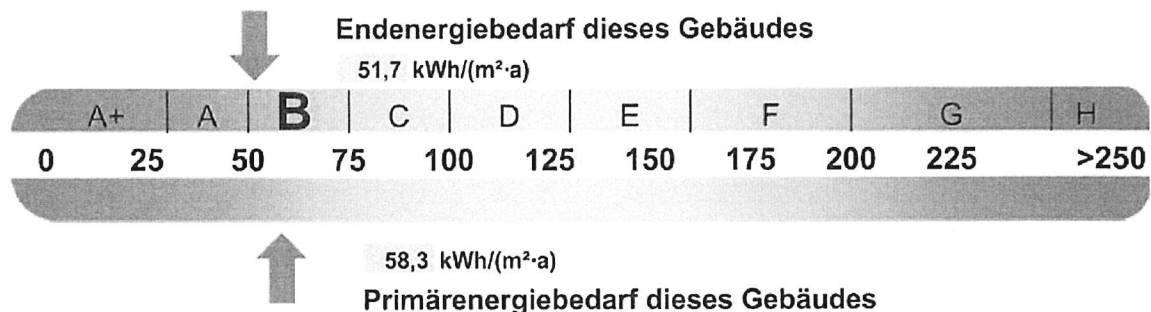 Endenergiebedarf dieses Gebäudes
51,7 kWh/(m²·a)
A+ A B C D E F G H
0 25 50 75 100 125 150 175 200 225 >250
58,3 kWh/(m²·a)
Primärenergiebedarf dieses Gebäudes